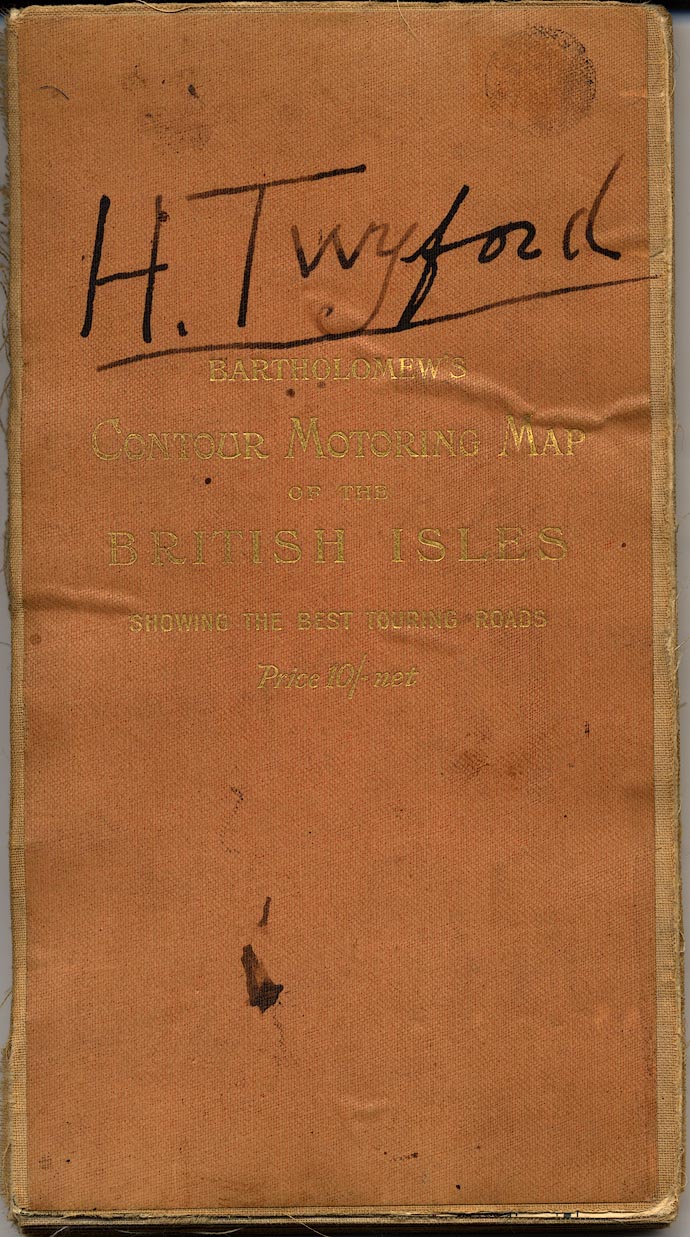 H. Twyford
BARTHOLOMEW'S
CONTOUR MOTORING MAP
OF THE
BRITISH ISLES
SHOWING THE BEST TOURING ROADS
Price 10/- net